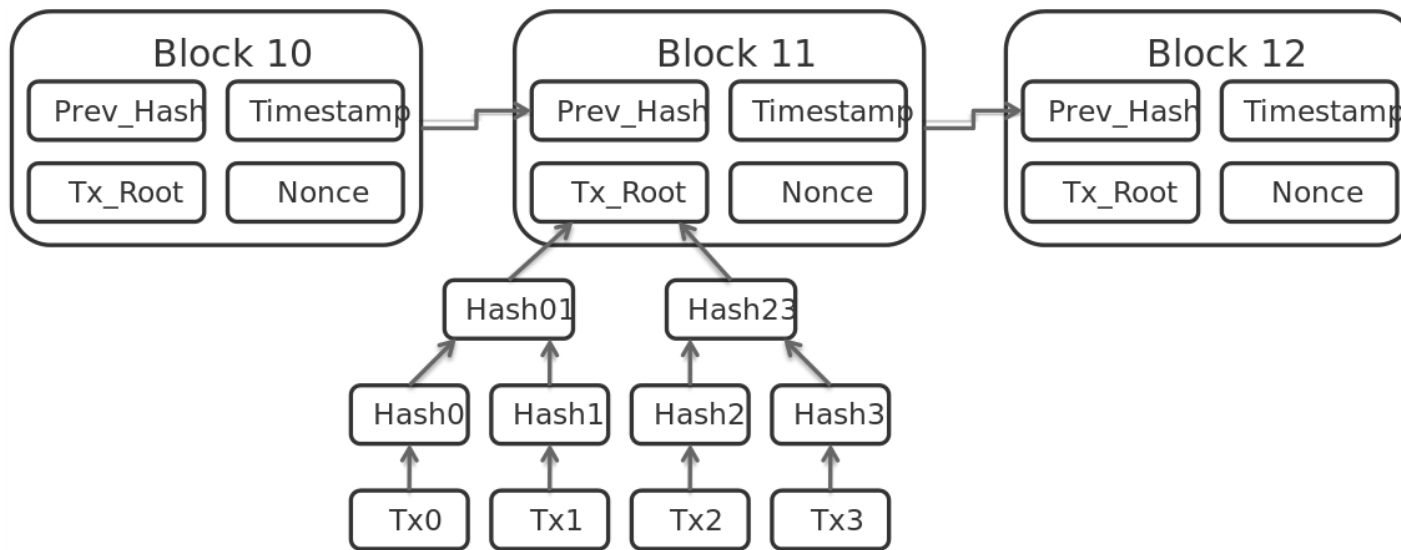 Block 10
Block 11
Block 12
Prev_Hash Timestamp
Prev_Hash Timestamp
Prev_Hash Timestamp
Tx_Root Nonce
Tx_Root Nonce
Tx_Root Nonce
Hash01 Hash23
Hash0 Hash1 Hash2 Hash3
Tx0 Tx1 Tx2 Tx3